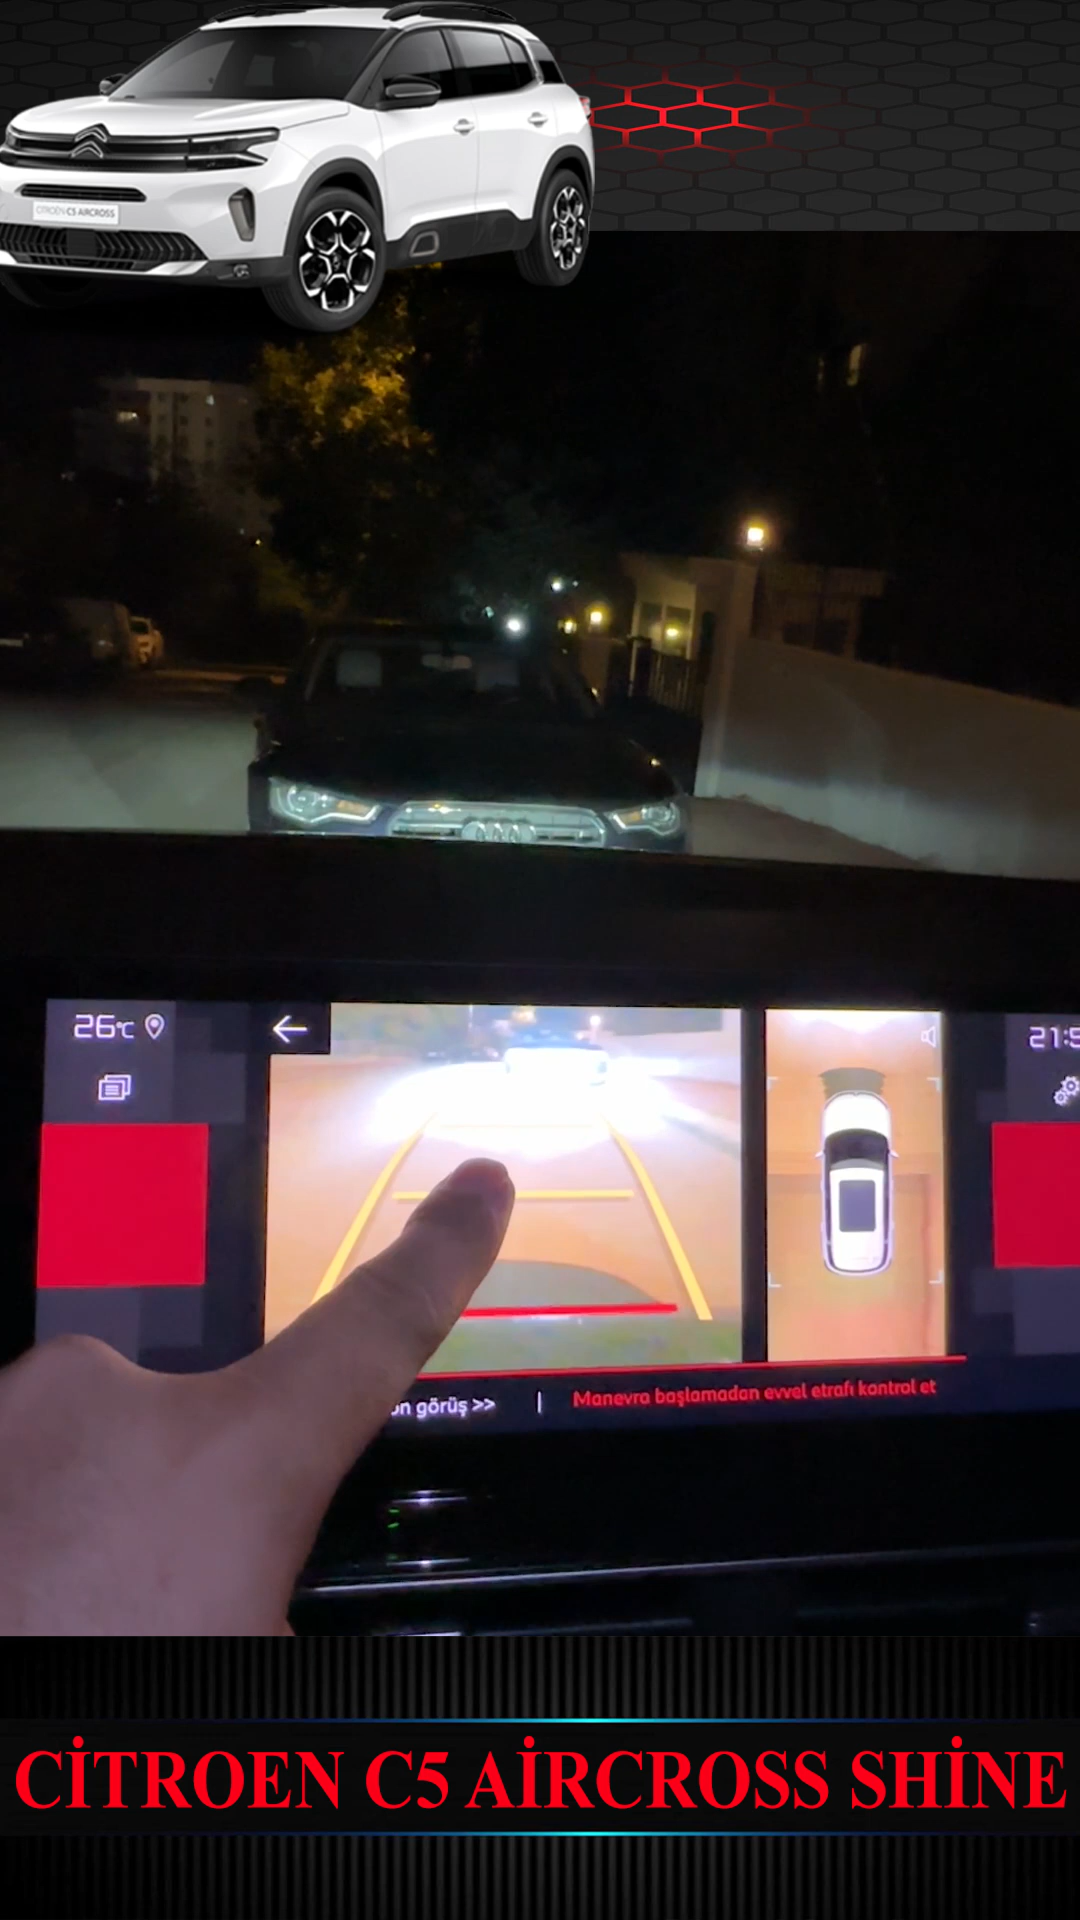 CITROËN C5 AIRCROSS
26°C
21:5
ön görüş >> |
Manevra başlamadan evvel etrafı kontrol et
CİTROEN C5 AİRCROSS SHİNE